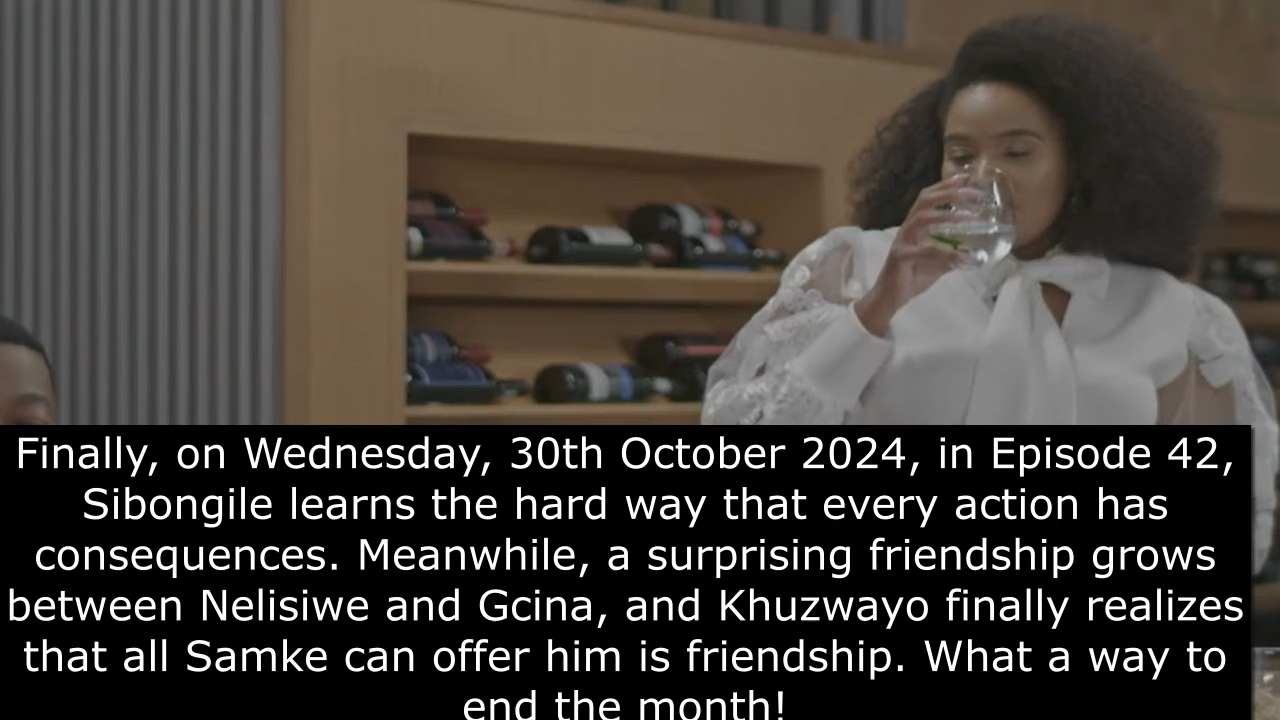 Finally, on Wednesday, 30th October 2024, in Episode 42,
Sibongile learns the hard way that every action has
consequences. Meanwhile, a surprising friendship grows
between Nelisiwe and Gcina, and Khuzwayo finally realizes
that all Samke can offer him is friendship. What a way to
end the month!